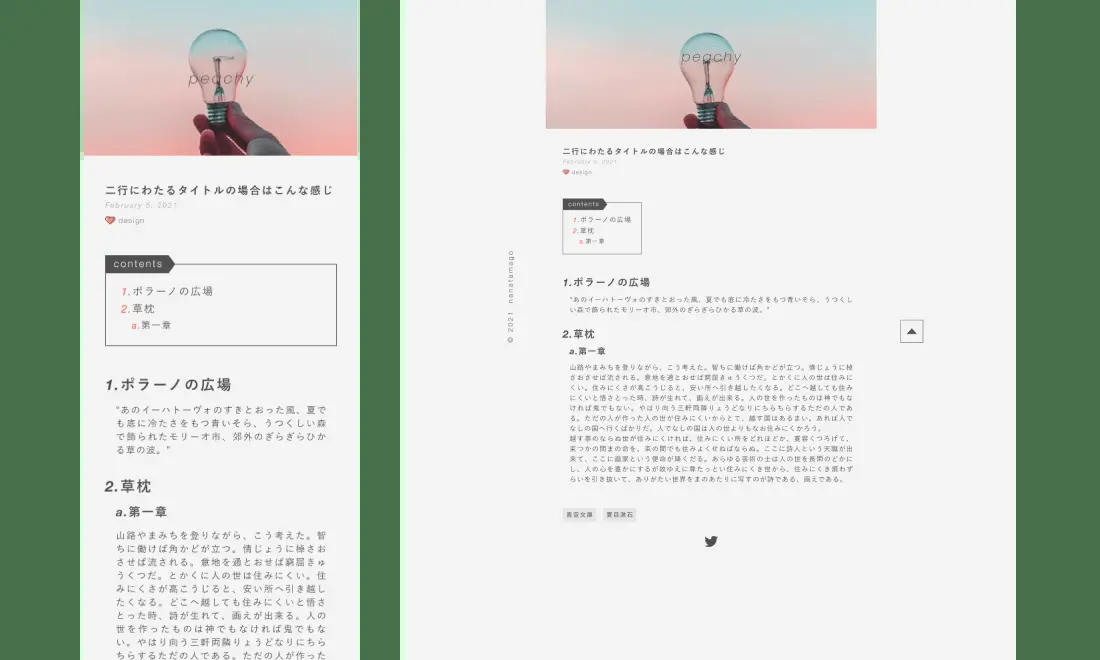 peachy
二行にわたるタイトルの場合はこんな感じ
February 5, 2021
design
contents
1.ポラーノの広場
2.草枕
a.第一章
1.ポラーノの広場
"あのイーハトーヴォのすきとおった風、夏で
も底に冷たさをもつ青いそら、うつくしい森
で飾られたモリーオ市、郊外のぎらぎらひか
る草の波。"
2.草枕
a.第一章
山路やまみちを登りながら、こう考えた。智
ちに働けば角かどが立つ。情じょうに棹さお
させば流される。意地を通とおせば窮屈きゅ
うくつだ。とかくに人の世は住みにくい。住
みにくさが高こうじると、安い所へ引き越し
たくなる。どこへ越しても住みにくいと悟さ
とった時、詩が生れて、画えが出来る。人の
世を作ったものは神でもなければ鬼でもな
い。やはり向う三軒両隣りょうどなりにちら
ちらするただの人である。ただの人が作った
peachy
二行にわたるタイトルの場合はこんな感じ
February 5, 2021
design
contents
1.ポラーノの広場
2.草枕
a.第一章
© 2021 nanatamago
1.ポラーノの広場
"あのイーハトーヴォのすきとおった風、夏でも底に冷たさをもつ青いそら、うつくし
い森で飾られたモリーオ市、郊外のぎらぎらひかる草の波。"
2.草枕
a.第一章
山路やまみちを登りながら、こう考えた。智ちに働けば角かどが立つ。情じょうに棹
さおさせば流される。意地を通とおせば窮屈きゅうくつだ。とかくに人の世は住みに
くい。住みにくさが高こうじると、安い所へ引き越したくなる。どこへ越しても住み
にくいと悟さとった時、詩が生れて、画えが出来る。人の世を作ったものは神でもな
ければ鬼でもない。やはり向う三軒両隣りょうどなりにちらちらするただの人であ
る。ただの人が作った人の世が住みにくいからとて、越す国はあるまい。あれば人で
なしの国へ行くばかりだ。人でなしの国は人の世よりもなお住みにくかろう。
越す事のならぬ世が住みにくければ、住みにくい所をどれほどか、寛容くつろげて、
束つかの間まの命を、束の間でも住みよくせねばならぬ。ここに詩人という天職が出
来て、ここに画家という使命が降くだる。あらゆる芸術の士は人の世を長閑のどかに
し、人の心を豊かにするが故ゆえに尊たっとい住みにくき世から、住みにくき煩わず
らいを引き抜いて、ありがたい世界をまのあたりに写すのが詩である、画えである。
青空文庫
夏目漱石